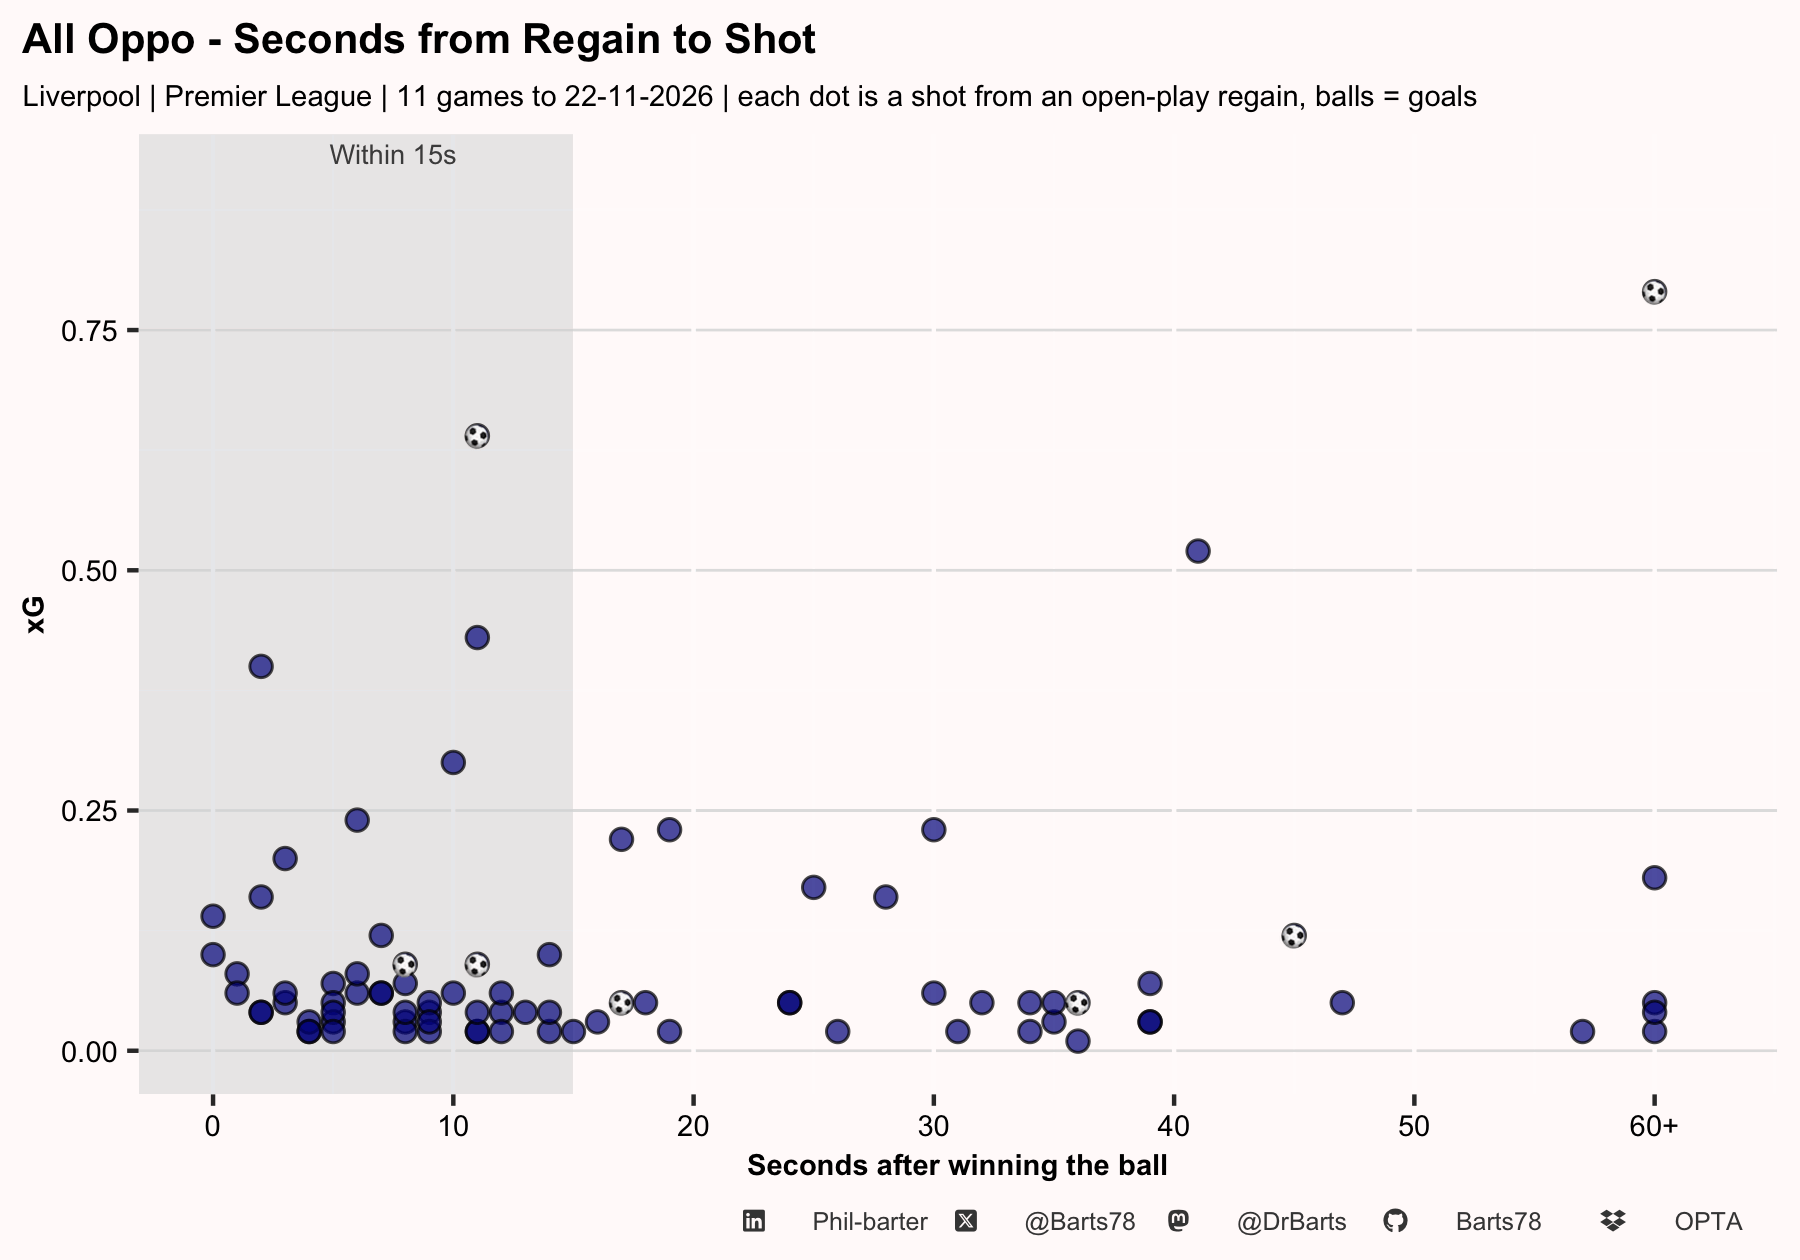 All Oppo - Seconds from Regain to Shot
Liverpool | Premier League | 11 games to 22-11-2026 | each dot is a shot from an open-play regain, balls = goals
Within 15s
0.75
0.50
0.25
0.00
xG
0 10 20 30 40 50 60+
Seconds after winning the ball
Phil-barter @Barts78 @DrBarts Barts78 OPTA